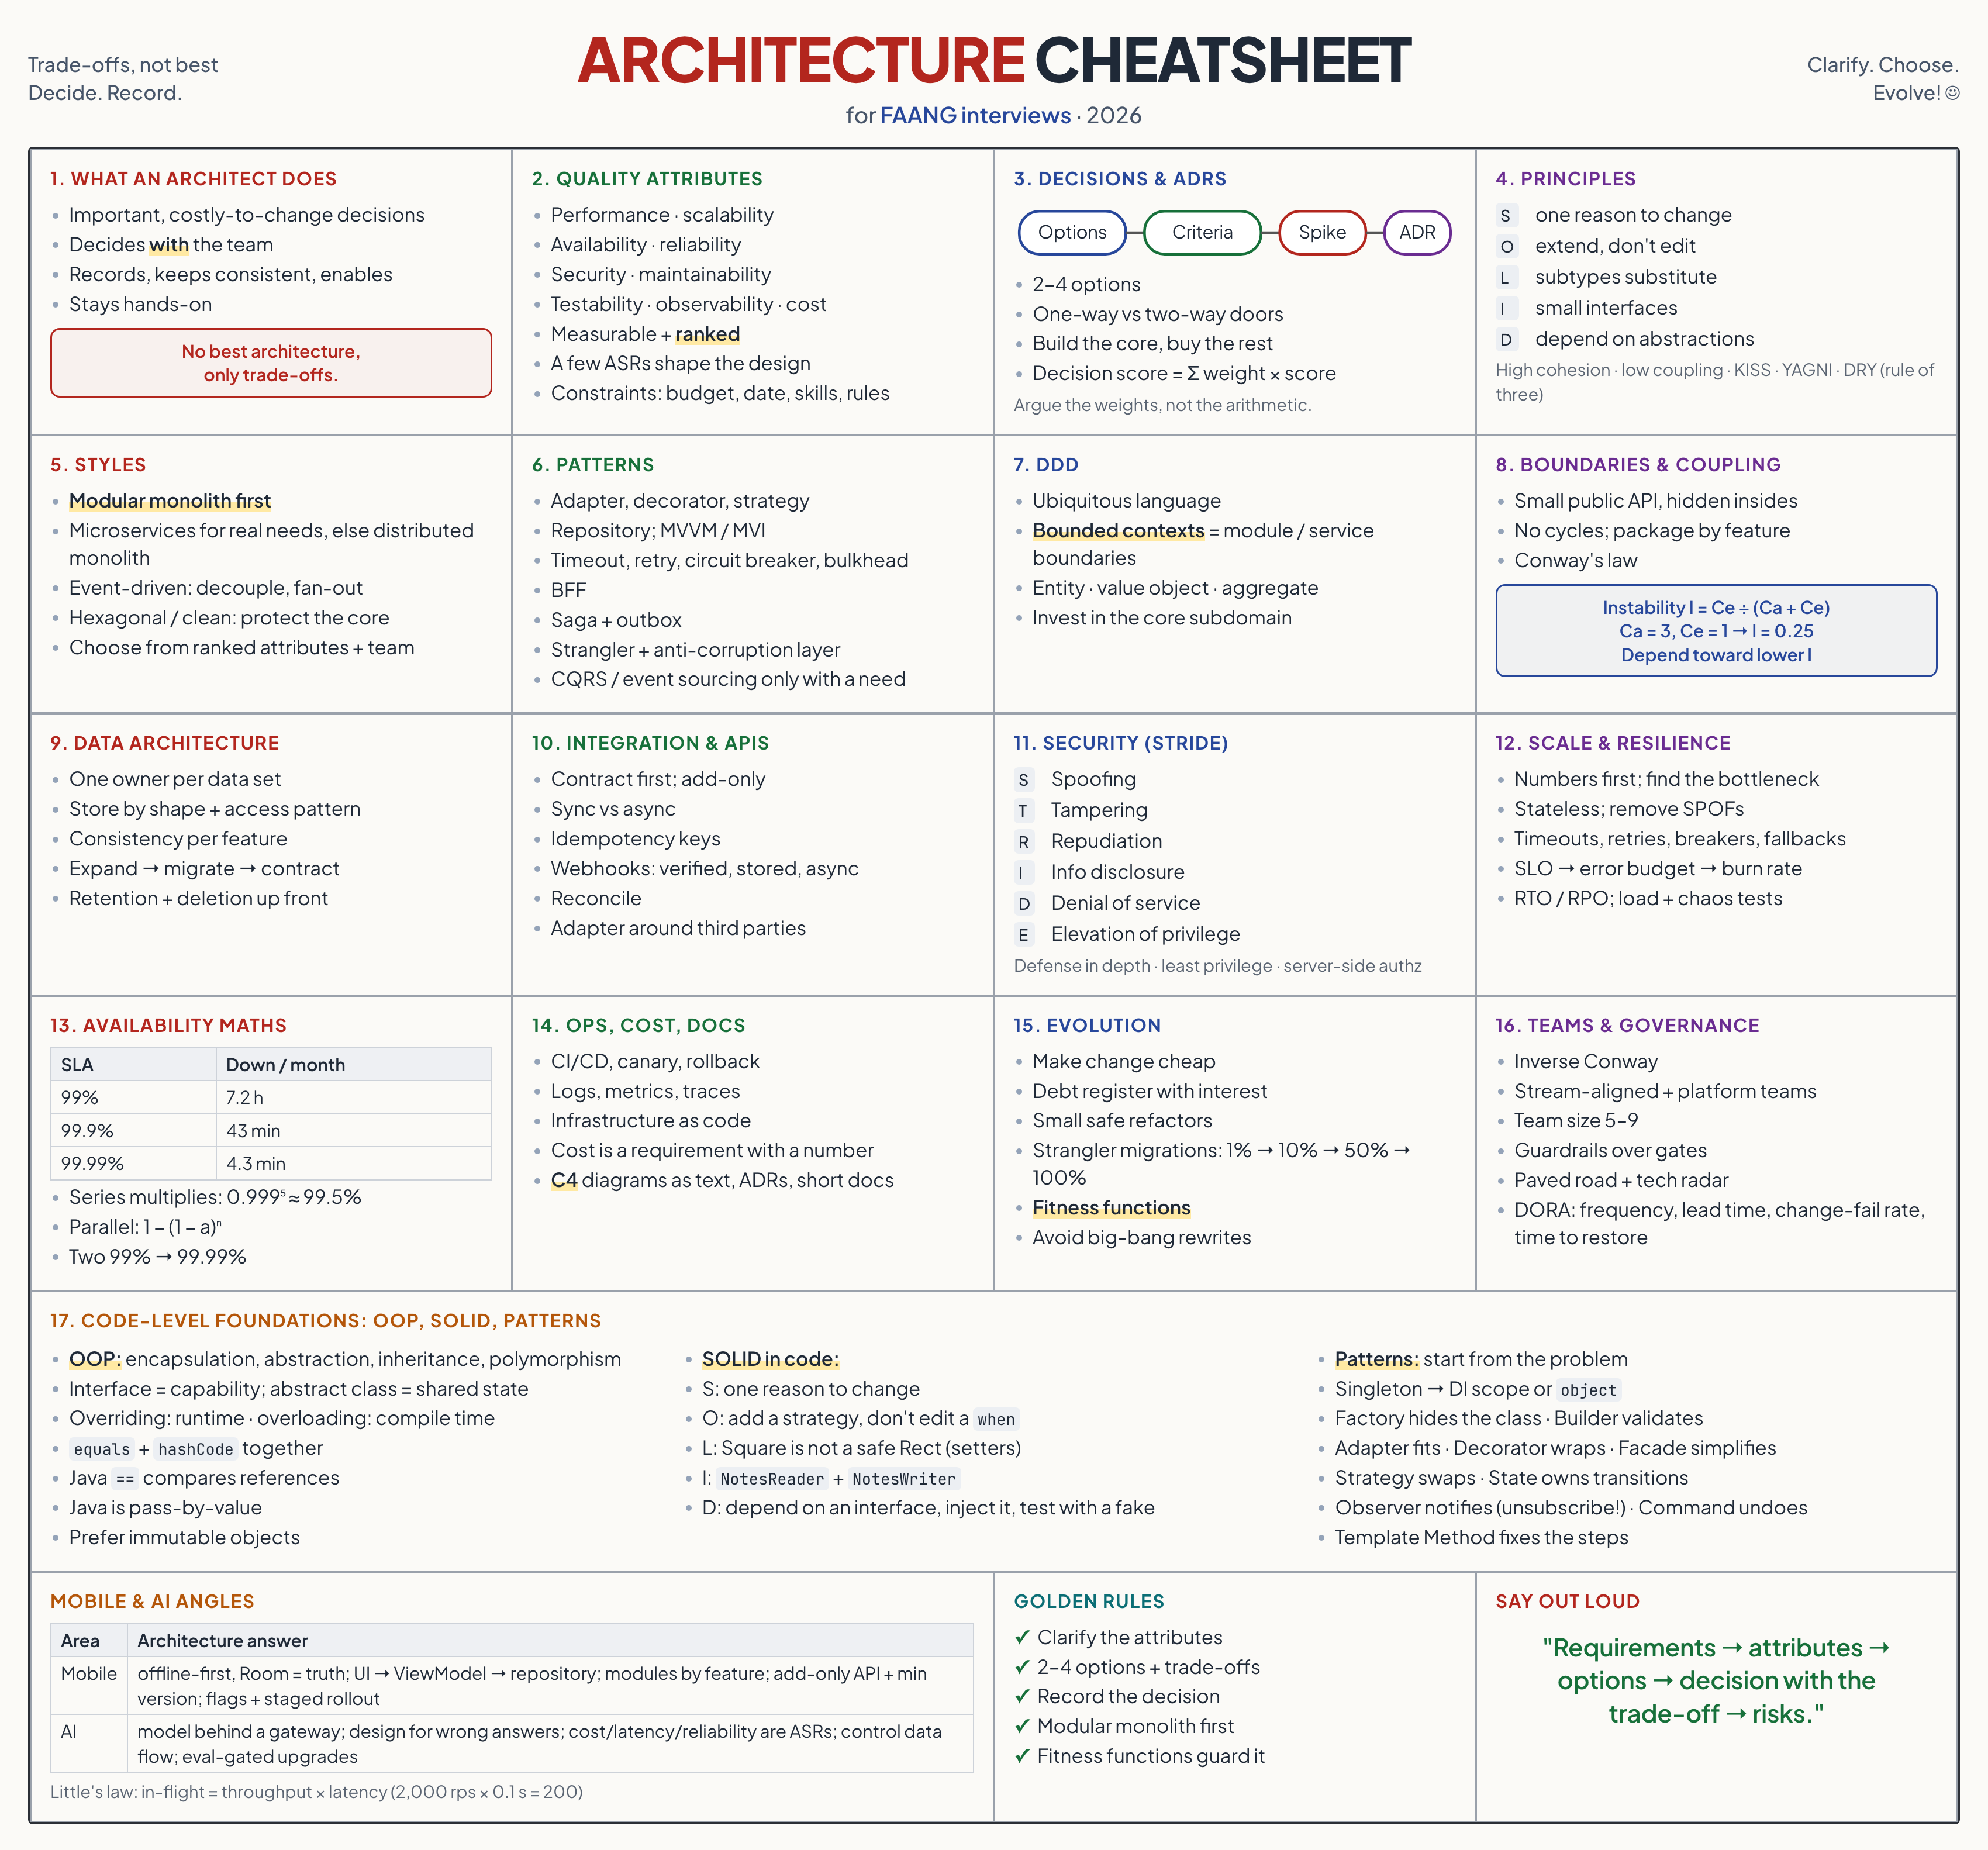 Trade-offs, not best
Decide. Record.
ARCHITECTURE CHEATSHEET
for FAANG interviews · 2026
Clarify. Choose.
Evolve! ☺
1. WHAT AN ARCHITECT DOES
• Important, costly-to-change decisions
• Decides with the team
• Records, keeps consistent, enables
• Stays hands-on
No best architecture,
only trade-offs.
2. QUALITY ATTRIBUTES
• Performance · scalability
• Availability · reliability
• Security · maintainability
• Testability · observability · cost
• Measurable + ranked
• A few ASRs shape the design
• Constraints: budget, date, skills, rules
3. DECISIONS & ADRS
Options Criteria Spike ADR
• 2–4 options
• One-way vs two-way doors
• Build the core, buy the rest
• Decision score = Σ weight × score
Argue the weights, not the arithmetic.
4. PRINCIPLES
S one reason to change
O extend, don't edit
L subtypes substitute
I small interfaces
D depend on abstractions
High cohesion · low coupling · KISS · YAGNI · DRY (rule of
three)
5. STYLES
• Modular monolith first
• Microservices for real needs, else distributed
monolith
• Event-driven: decouple, fan-out
• Hexagonal / clean: protect the core
• Choose from ranked attributes + team
6. PATTERNS
• Adapter, decorator, strategy
• Repository; MVVM / MVI
• Timeout, retry, circuit breaker, bulkhead
• BFF
• Saga + outbox
• Strangler + anti-corruption layer
• CQRS / event sourcing only with a need
7. DDD
• Ubiquitous language
• Bounded contexts = module / service
boundaries
• Entity · value object · aggregate
• Invest in the core subdomain
8. BOUNDARIES & COUPLING
• Small public API, hidden insides
• No cycles; package by feature
• Conway's law
Instability I = Ce ÷ (Ca + Ce)
Ca = 3, Ce = 1 → I = 0.25
Depend toward lower I
9. DATA ARCHITECTURE
• One owner per data set
• Store by shape + access pattern
• Consistency per feature
• Expand → migrate → contract
• Retention + deletion up front
10. INTEGRATION & APIS
• Contract first; add-only
• Sync vs async
• Idempotency keys
• Webhooks: verified, stored, async
• Reconcile
• Adapter around third parties
11. SECURITY (STRIDE)
S Spoofing
T Tampering
R Repudiation
I Info disclosure
D Denial of service
E Elevation of privilege
Defense in depth · least privilege · server-side authz
12. SCALE & RESILIENCE
• Numbers first; find the bottleneck
• Stateless; remove SPOFs
• Timeouts, retries, breakers, fallbacks
• SLO → error budget → burn rate
• RTO / RPO; load + chaos tests
13. AVAILABILITY MATHS
SLA Down / month
99% 7.2 h
99.9% 43 min
99.99% 4.3 min
• Series multiplies: 0.999⁵ ≈ 99.5%
• Parallel: 1 – (1 – a)ⁿ
• Two 99% → 99.99%
14. OPS, COST, DOCS
• CI/CD, canary, rollback
• Logs, metrics, traces
• Infrastructure as code
• Cost is a requirement with a number
• C4 diagrams as text, ADRs, short docs
15. EVOLUTION
• Make change cheap
• Debt register with interest
• Small safe refactors
• Strangler migrations: 1% → 10% → 50% →
100%
• Fitness functions
• Avoid big-bang rewrites
16. TEAMS & GOVERNANCE
• Inverse Conway
• Stream-aligned + platform teams
• Team size 5–9
• Guardrails over gates
• Paved road + tech radar
• DORA: frequency, lead time, change-fail rate,
time to restore
17. CODE-LEVEL FOUNDATIONS: OOP, SOLID, PATTERNS
• OOP: encapsulation, abstraction, inheritance, polymorphism
• Interface = capability; abstract class = shared state
• Overriding: runtime · overloading: compile time
• equals + hashCode together
• Java == compares references
• Java is pass-by-value
• Prefer immutable objects
• SOLID in code:
• S: one reason to change
• O: add a strategy, don't edit a when
• L: Square is not a safe Rect (setters)
• I: NotesReader + NotesWriter
• D: depend on an interface, inject it, test with a fake
• Patterns: start from the problem
• Singleton → DI scope or object
• Factory hides the class · Builder validates
• Adapter fits · Decorator wraps · Facade simplifies
• Strategy swaps · State owns transitions
• Observer notifies (unsubscribe!) · Command undoes
• Template Method fixes the steps
MOBILE & AI ANGLES
Area Architecture answer
Mobile offline-first, Room = truth; UI → ViewModel → repository; modules by feature; add-only API + min
version; flags + staged rollout
AI model behind a gateway; design for wrong answers; cost/latency/reliability are ASRs; control data
flow; eval-gated upgrades
Little's law: in-flight = throughput × latency (2,000 rps × 0.1 s = 200)
GOLDEN RULES
✓ Clarify the attributes
✓ 2–4 options + trade-offs
✓ Record the decision
✓ Modular monolith first
✓ Fitness functions guard it
SAY OUT LOUD
"Requirements → attributes →
options → decision with the
trade-off → risks."